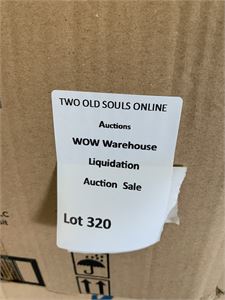 TWO OLD SOULS ONLINE
Auctions
WOW Warehouse
Liquidation
Auction Sale
Lot 320